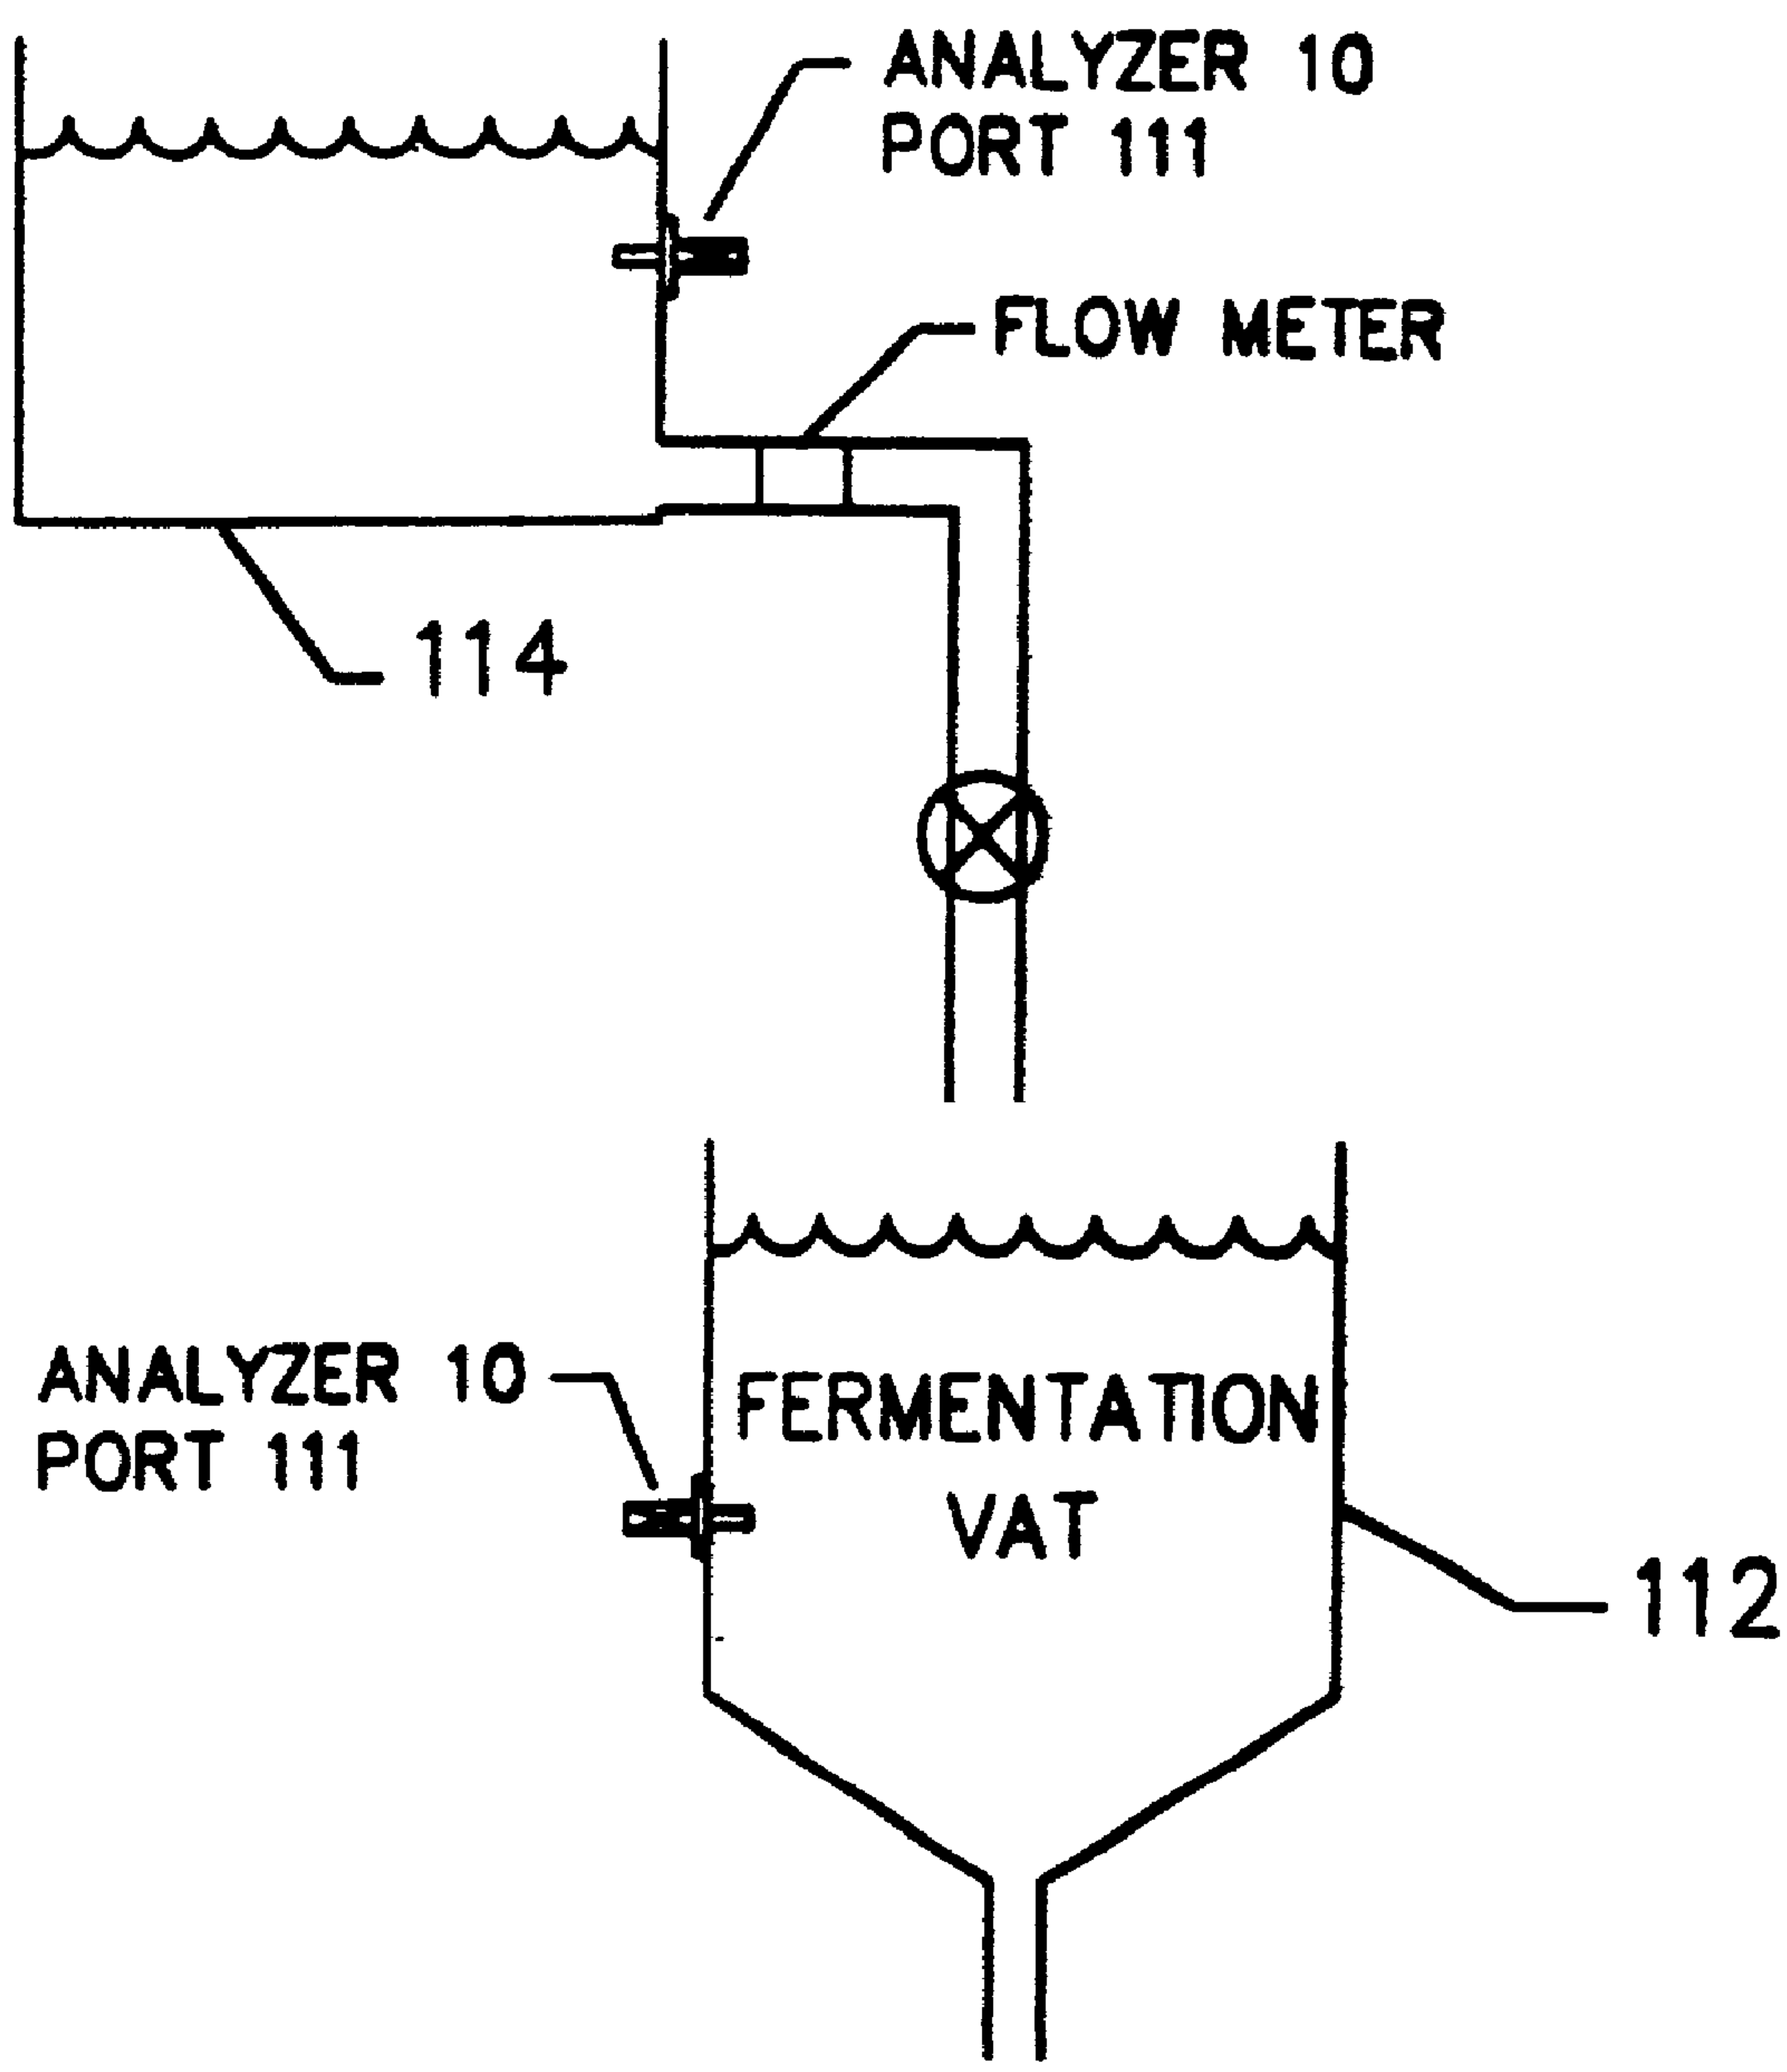 ANALYZER 10
PORT 111
FLOW METER
114
ANALYZER 10
PORT 111
FERMENTATION
VAT
112